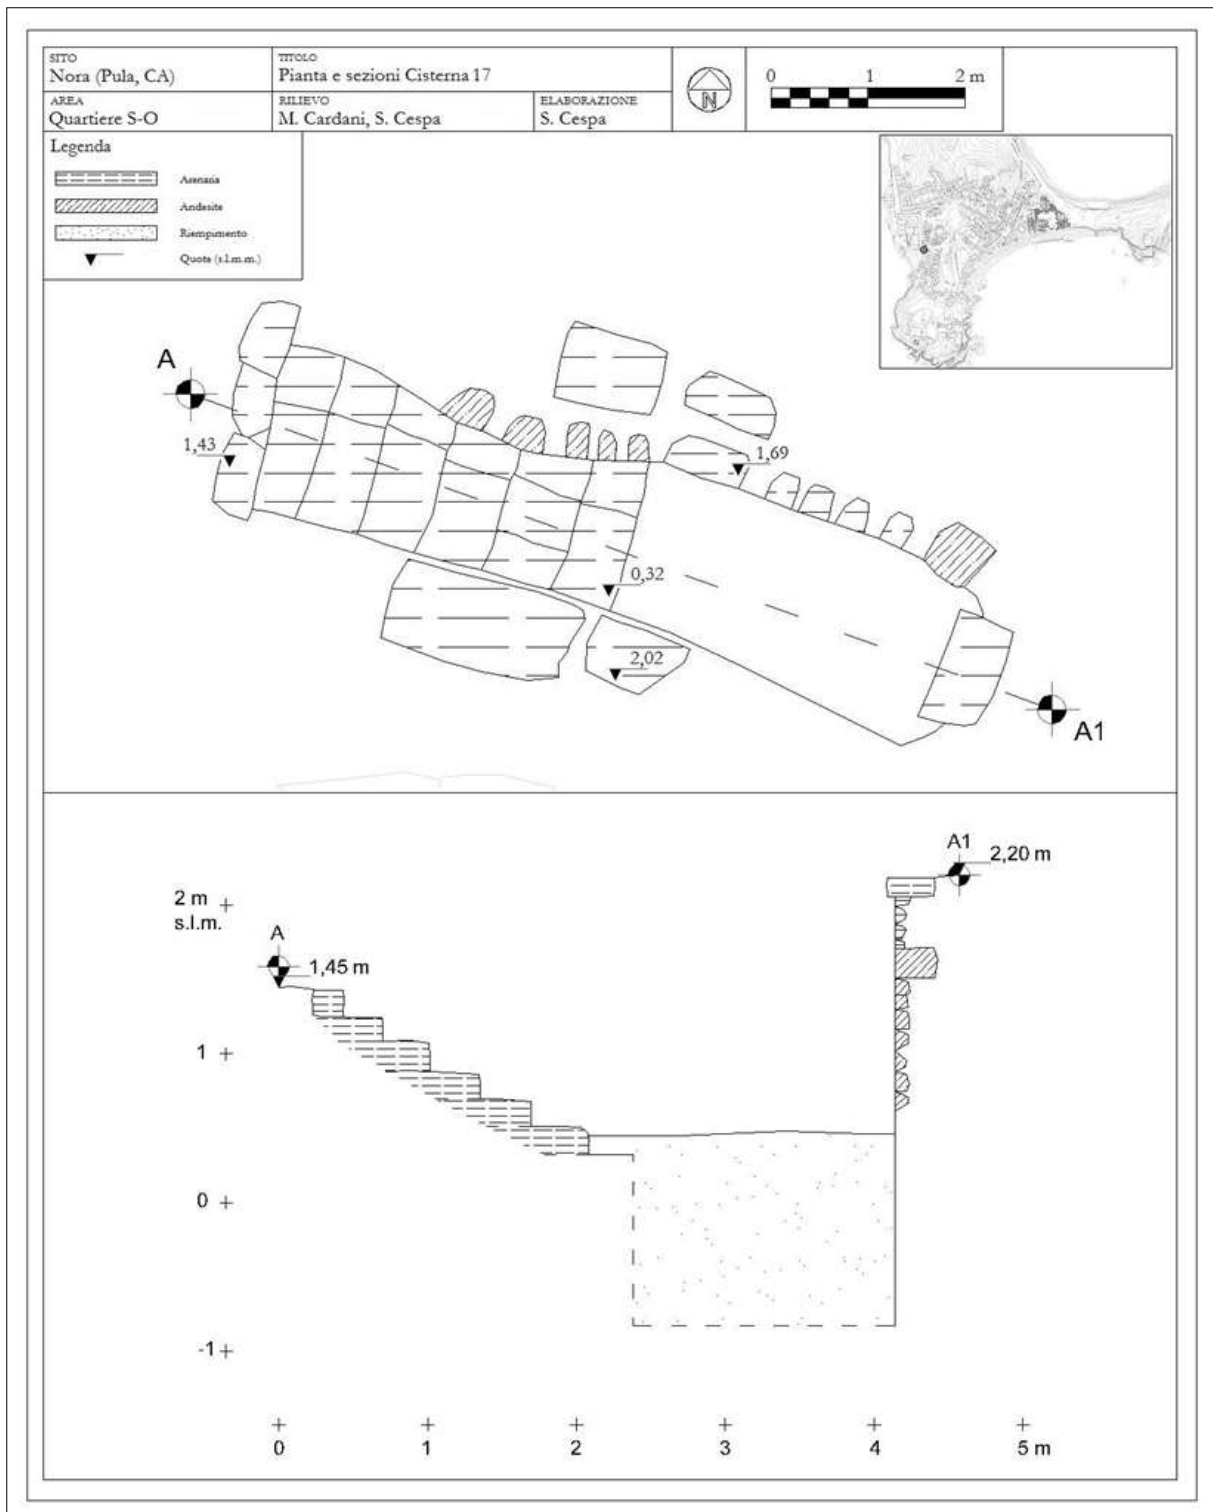 SITO
Nora (Pula, CA)
TITOLO
Pianta e sezioni Cisterna 17
AREA
Quartiere S-O
RILIEVO
M. Cardani, S. Cespa
ELABORAZIONE
S. Cespa
N
0 1 2 m
Legenda
Arenaria
Andesite
Riempimento
Quota (s.l.m.m.)
A
1,43
1,69
0,32
2,02
A1
A1
2,20 m
2 m
s.l.m.
A
1,45 m
1
0
-1
0 1 2 3 4 5 m